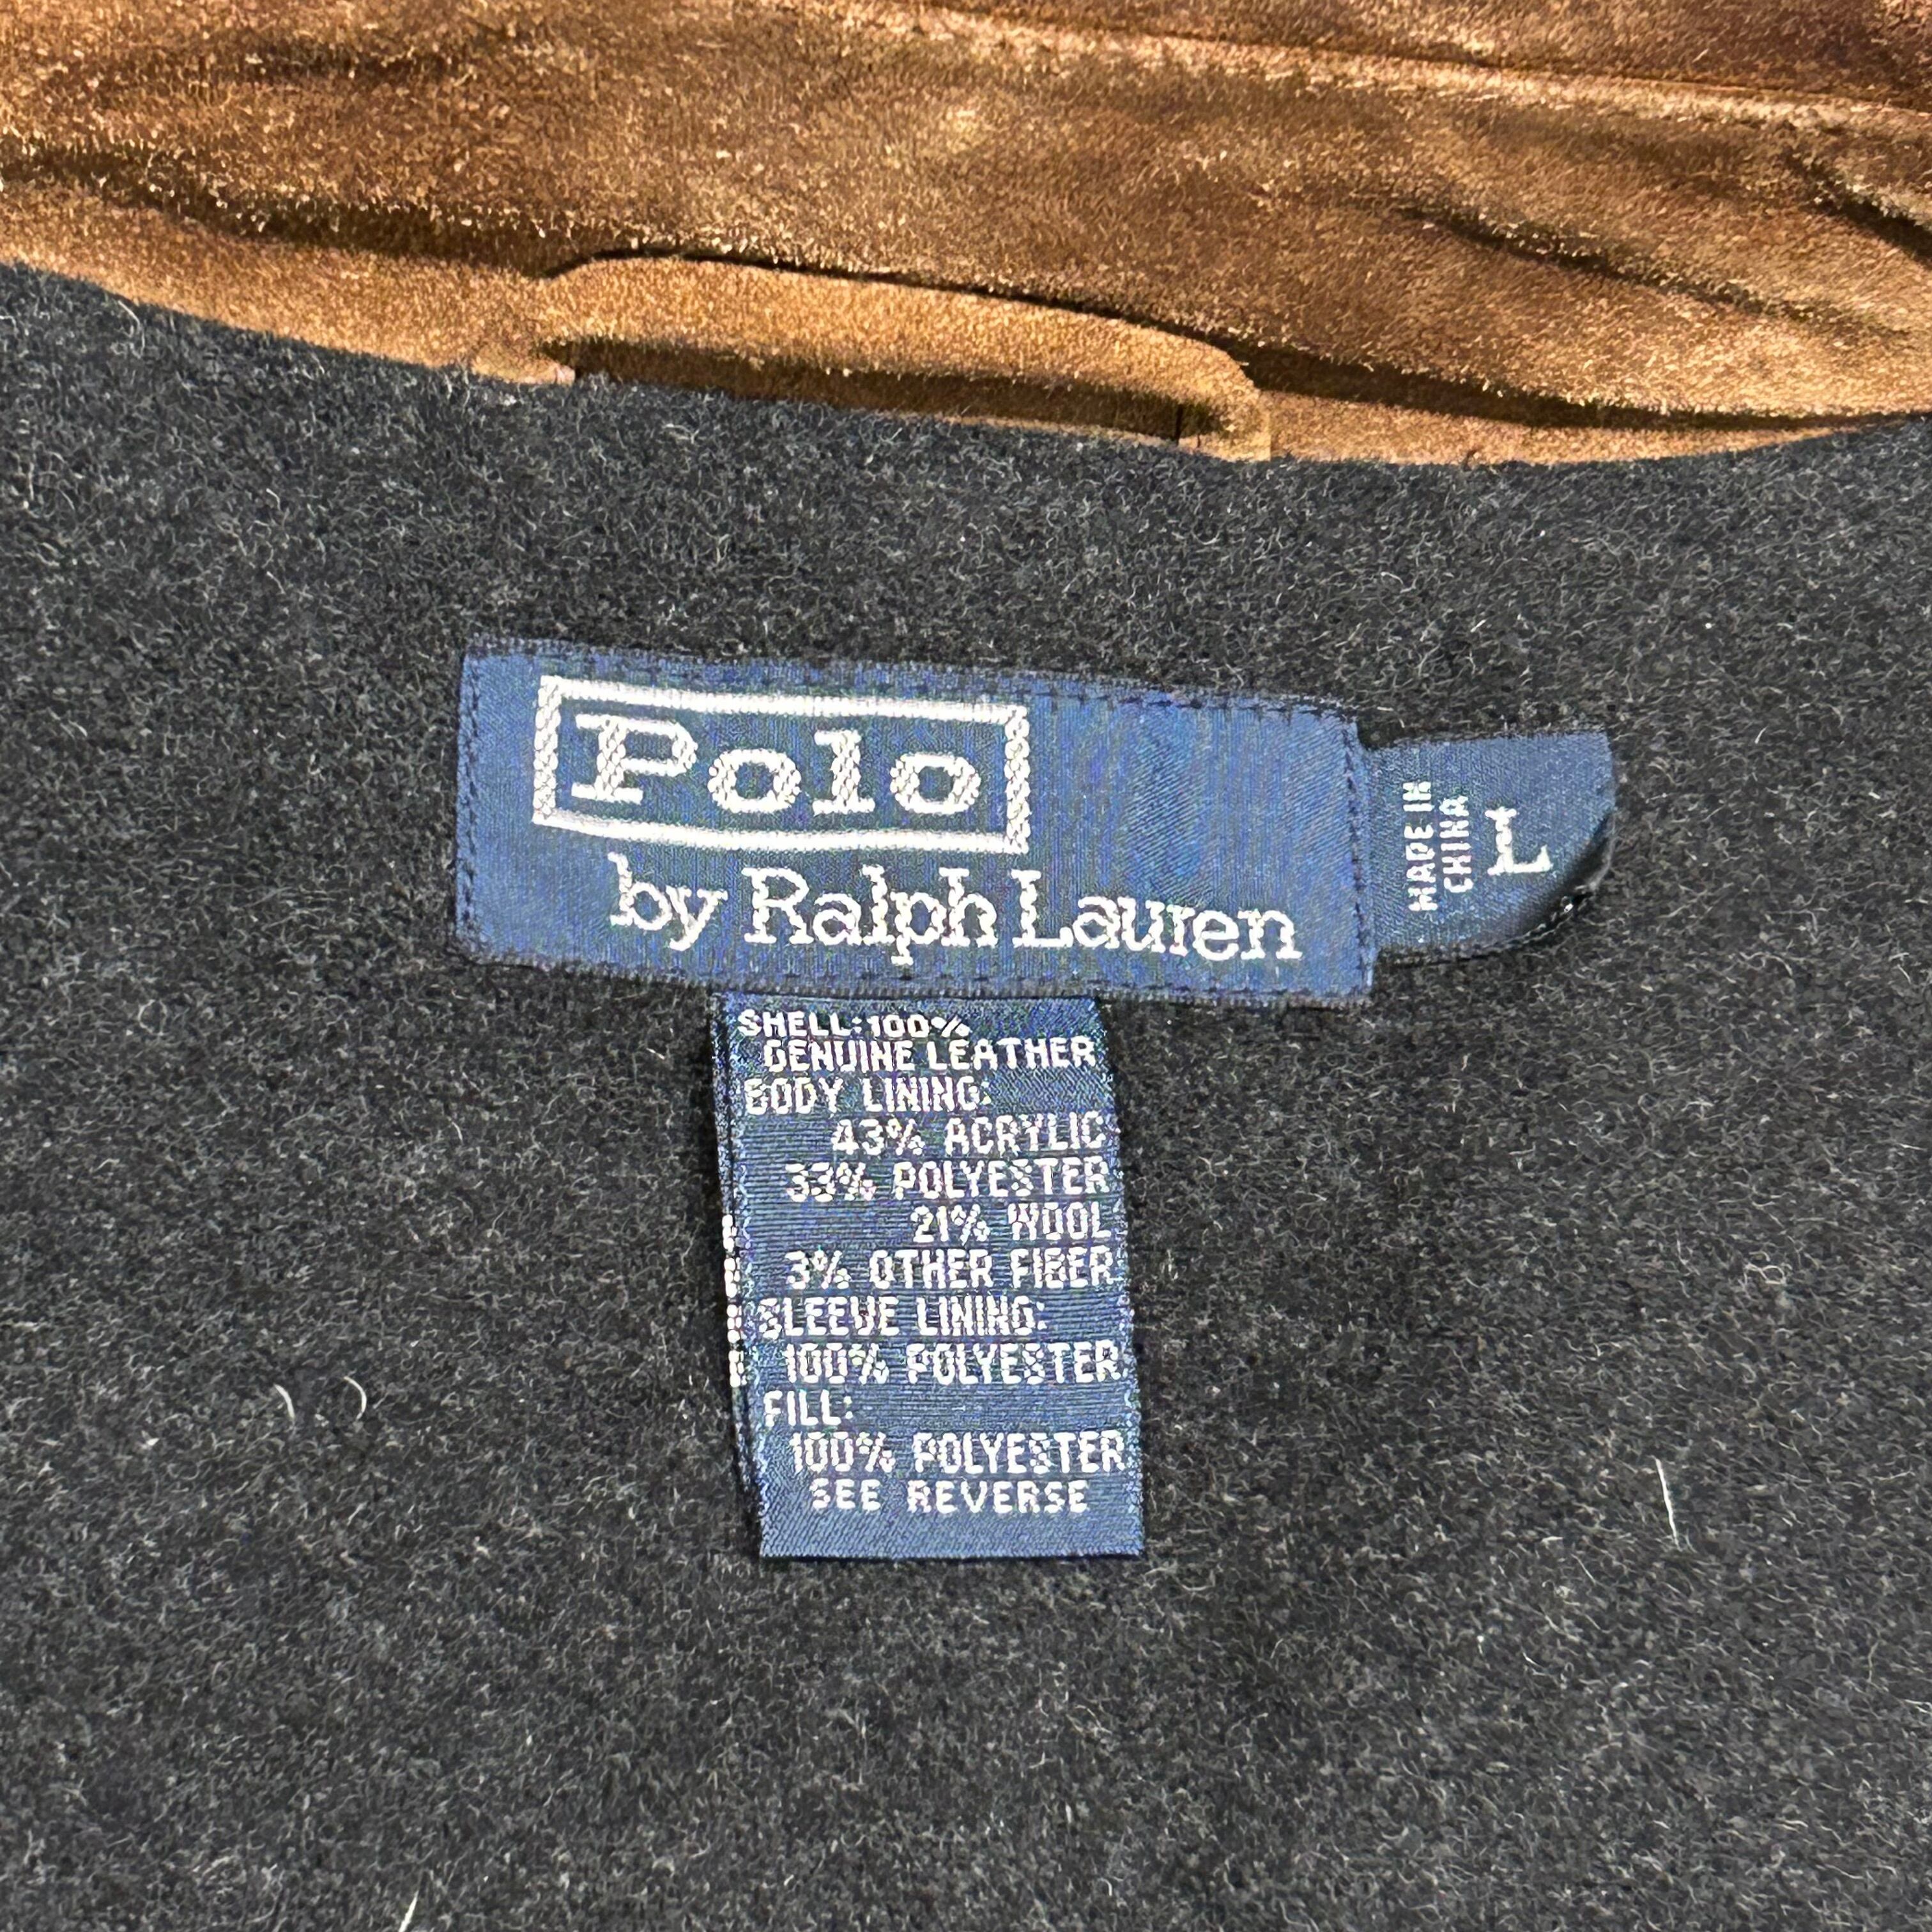 Polo
by Ralph Lauren
MADE IN
CHINA
L
SHELL:100%
GENUINE LEATHER
BODY LINING:
43% ACRYLIC
33% POLYESTER
21% WOOL
3% OTHER FIBER
SLEEVE LINING:
100% POLYESTER
FILL:
100% POLYESTER
SEE REVERSE